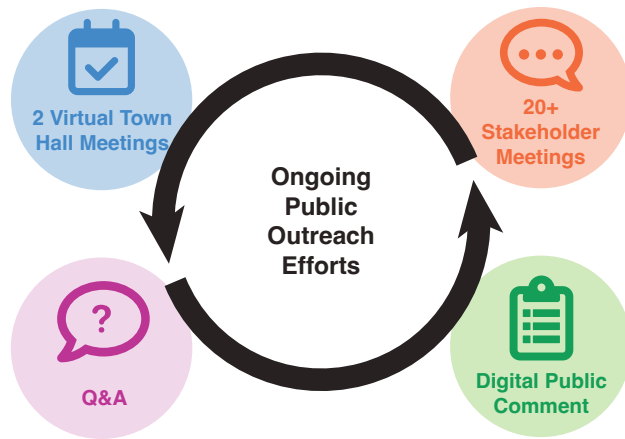 2 Virtual Town
Hall Meetings
20+
Stakeholder
Meetings
Ongoing
Public
Outreach
Efforts
?
Q&A
Digital Public
Comment